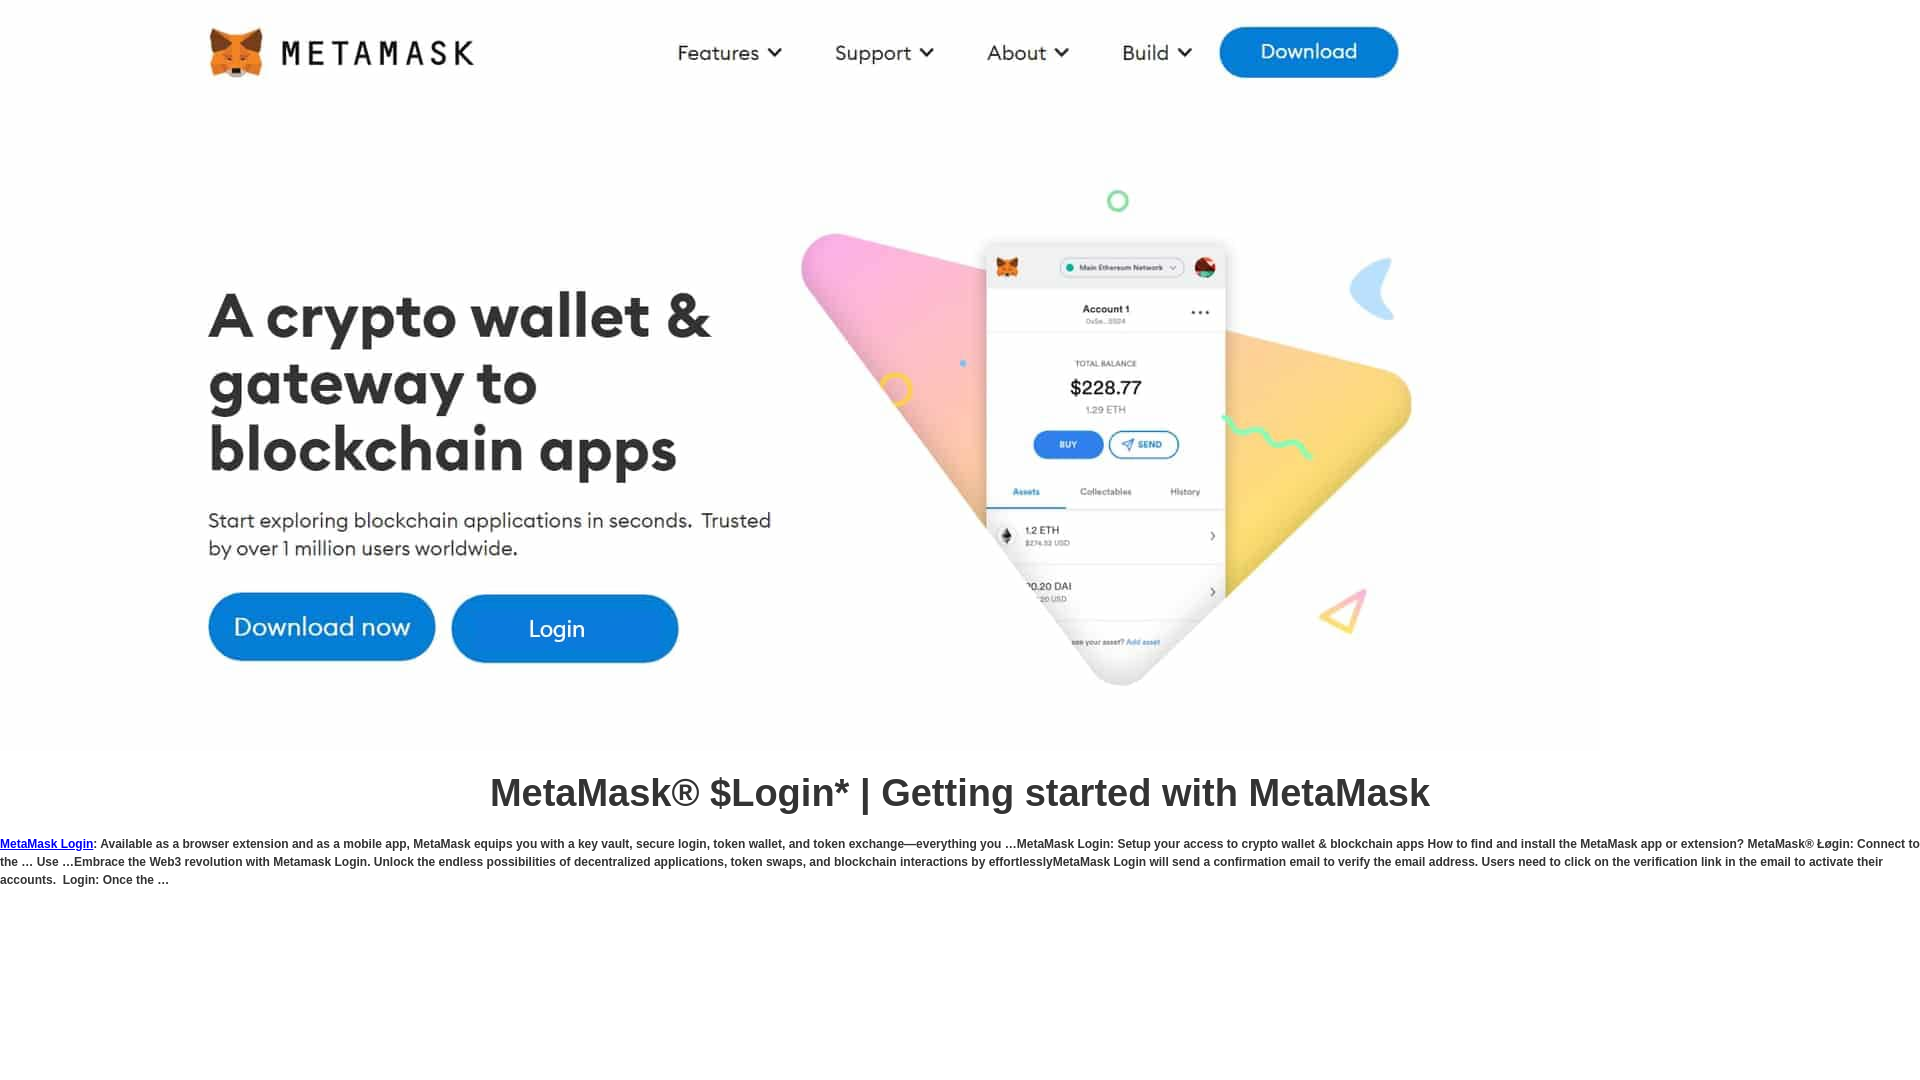 METAMASK
Features
Support
About
Build
Download
Main Ethereum Network
Account 1
TOTAL BALANCE
$228.77
1.29 ETH
BUY
SEND
Assets
Collectables
History
1.2 ETH
$274.52 USD
0.20 DAI
20 USD
see your asset? Add asset
A crypto wallet &
gateway to
blockchain apps
Start exploring blockchain applications in seconds. Trusted
by over 1 million users worldwide.
Download now
Login
MetaMask® $Login* | Getting started with MetaMask
MetaMask Login: Available as a browser extension and as a mobile app, MetaMask equips you with a key vault, secure login, token wallet, and token exchange—everything you …MetaMask Login: Setup your access to crypto wallet & blockchain apps How to find and install the MetaMask app or extension? MetaMask® Łøgin: Connect to
the … Use …Embrace the Web3 revolution with Metamask Login. Unlock the endless possibilities of decentralized applications, token swaps, and blockchain interactions by effortlesslyMetaMask Login will send a confirmation email to verify the email address. Users need to click on the verification link in the email to activate their
accounts.  Login: Once the …